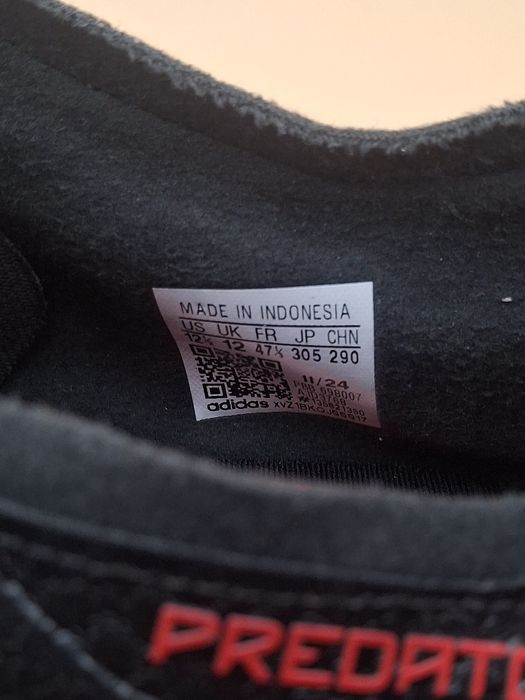 MADE IN INDONESIA
US UK FR JP CHN
12½ 12 47⅓ 305 290
11/24
adidas
PREDAT